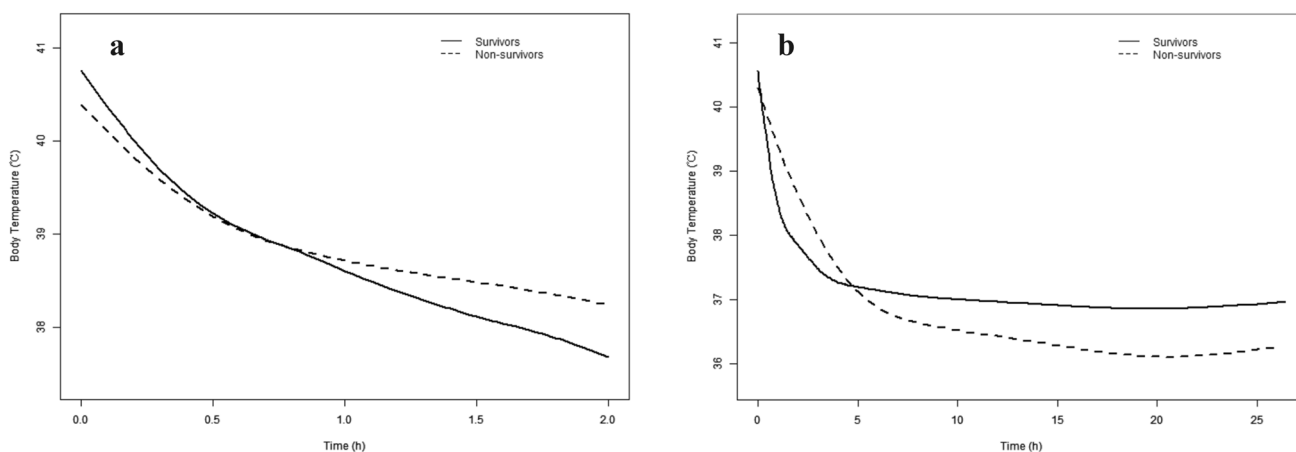 a
Survivors
Non-survivors
Body Temperature (℃)
41
40
39
38
0.0
0.5
1.0
1.5
2.0
Time (h)
b
Survivors
Non-survivors
Body Temperature (℃)
41
40
39
38
37
36
0
5
10
15
20
25
Time (h)